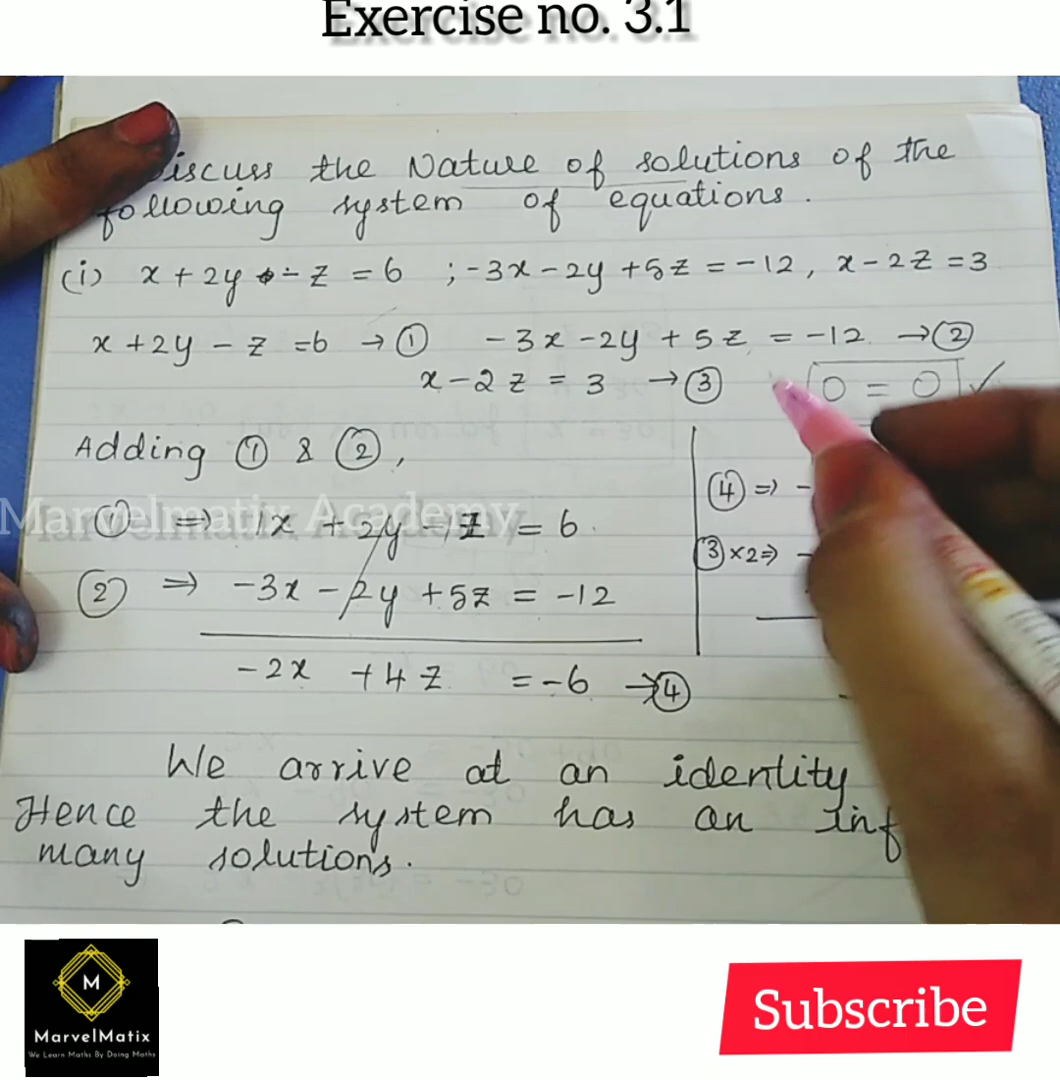 Exercise no. 3.1
iscuss the Nature of solutions of the
following system of equations.
(i) x + 2y - z = 6 ; -3x - 2y + 5z = -12, x - 2z = 3
x + 2y - z = 6 → ① -3x - 2y + 5z = -12 → ②
x - 2z = 3 → ③ 0 = 0 ✓
Adding ① & ②,
① ⇒ 1x + 2y - 1z = 6
② ⇒ -3x - 2y + 5z = -12
-2x + 4z = -6 → ④
④ ⇒ -
③ × 2 ⇒ -
Marvelmatix Academy
We arrive at an identity
Hence the system has an inf
many solutions.
M
MarvelMatix
We Learn Maths By Doing Maths
Subscribe